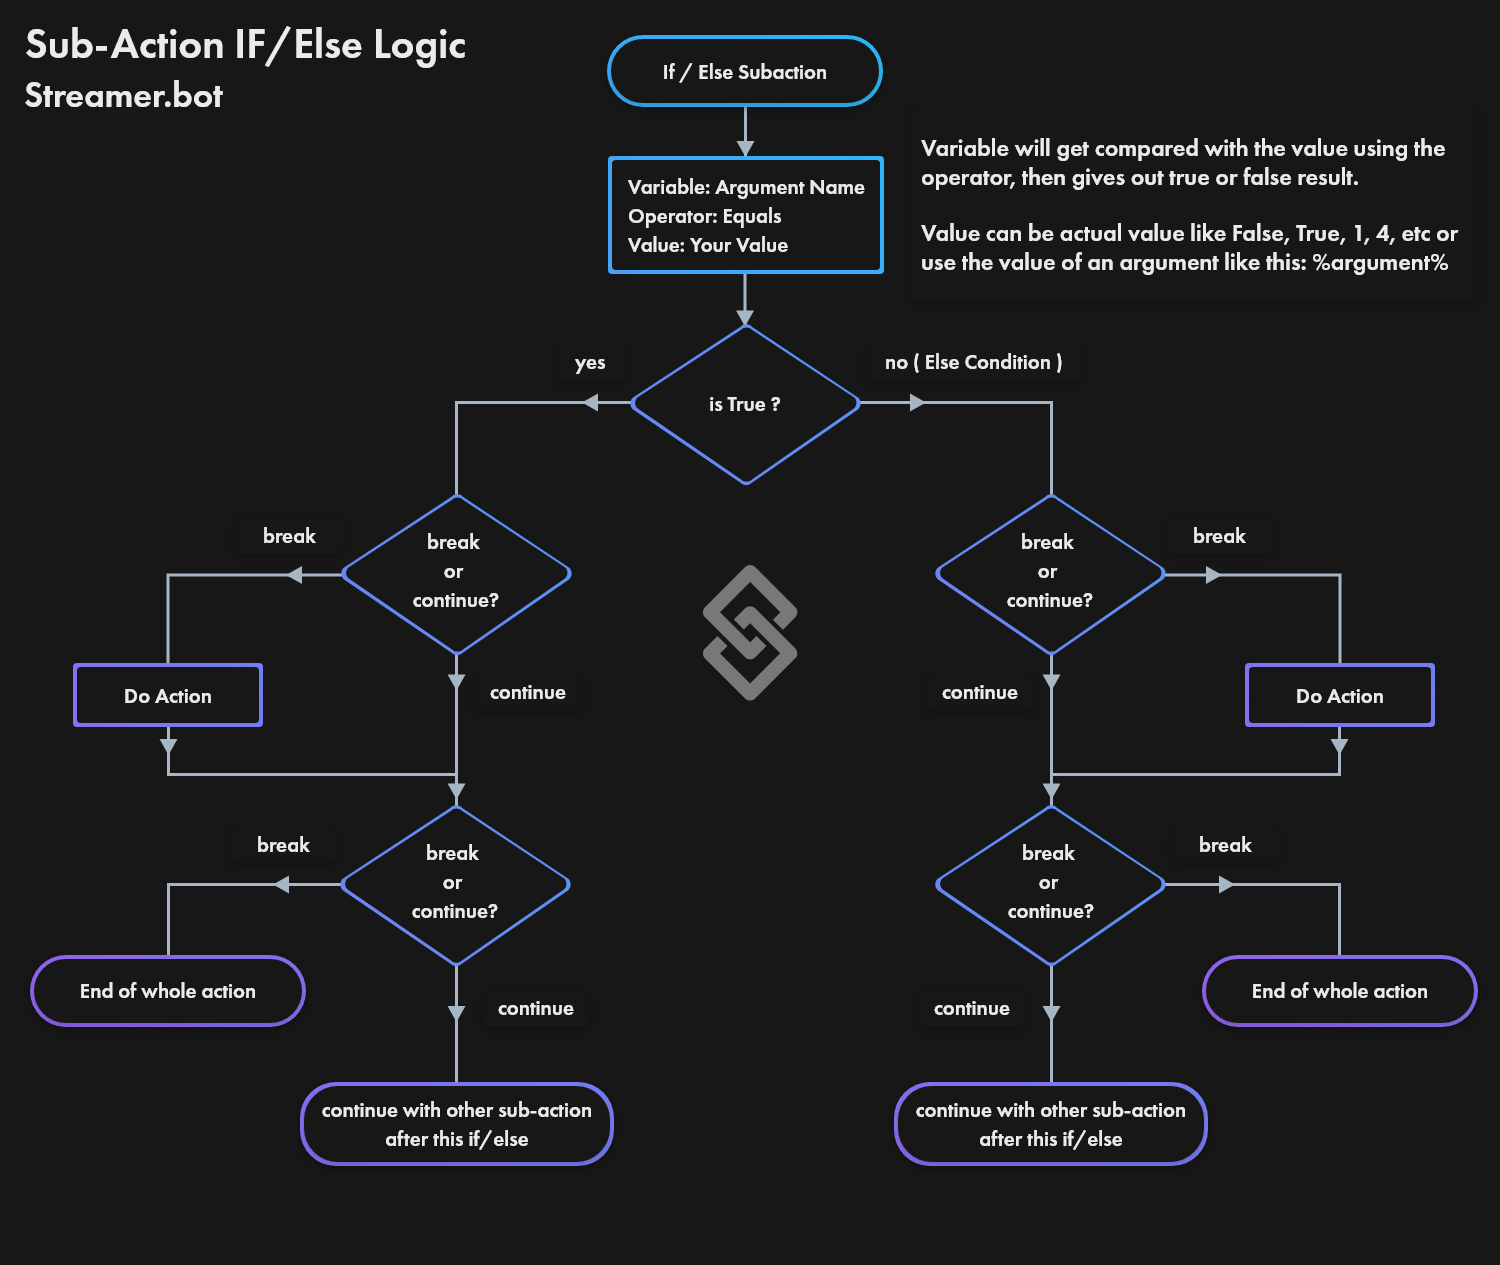 Sub-Action IF/Else Logic
Streamer.bot
If / Else Subaction
Variable: Argument Name
Operator: Equals
Value: Your Value
Variable will get compared with the value using the
operator, then gives out true or false result.
Value can be actual value like False, True, 1, 4, etc or
use the value of an argument like this: %argument%
yes
no ( Else Condition )
is True ?
break
break
or
continue?
break
or
continue?
break
Do Action
continue
continue
Do Action
break
break
or
continue?
break
or
continue?
break
End of whole action
continue
continue
End of whole action
continue with other sub-action
after this if/else
continue with other sub-action
after this if/else